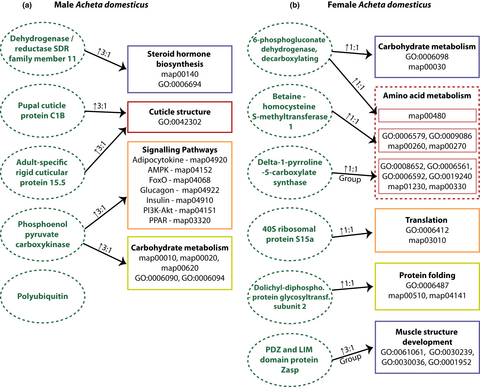 (a) Male Acheta domesticus
Dehydrogenase /
reductase SDR
family member 11
↑3:1
Steroid hormone
biosynthesis
map00140
GO:0006694
Pupal cuticle
protein C1B
↑3:1
Cuticle structure
GO:0042302
Adult-specific
rigid cuticular
protein 15.5
↑3:1
Signalling Pathways
Adipocytokine - map04920
AMPK - map04152
FoxO - map04068
Glucagon - map04922
Insulin - map04910
PI3K-Akt - map04151
PPAR - map03320
Phosphoenol
pyruvate
carboxykinase
↑3:1
↑3:1
Carbohydrate metabolism
map00010, map00020,
map00620
GO:0006090, GO:0006094
Polyubiquitin
(b) Female Acheta domesticus
6-phosphogluconate
dehydrogenase,
decarboxylating
↑1:1
↑1:1
Carbohydrate metabolism
GO:0006098
map00030
Amino acid metabolism
map00480
Betaine -
homocysteine
S-methyltransferase
1
↑1:1
GO:0006579, GO:0009086
map00260, map00270
Delta-1-pyrroline
-5-carboxylate
synthase
↑1:1
Group
GO:0008652, GO:0006561,
GO:0006592, GO:0019240
map01230, map00330
40S ribosomal
protein S15a
↑1:1
Translation
GO:0006412
map03010
Dolichyl-diphospho.
- protein glycosyltransf.
subunit 2
↑1:1
Protein folding
GO:0006487
map00510, map04141
PDZ and LIM
domain protein
Zasp
↑3:1
Group
Muscle structure
development
GO:0061061, GO:0030239,
GO:0030036, GO:0001952